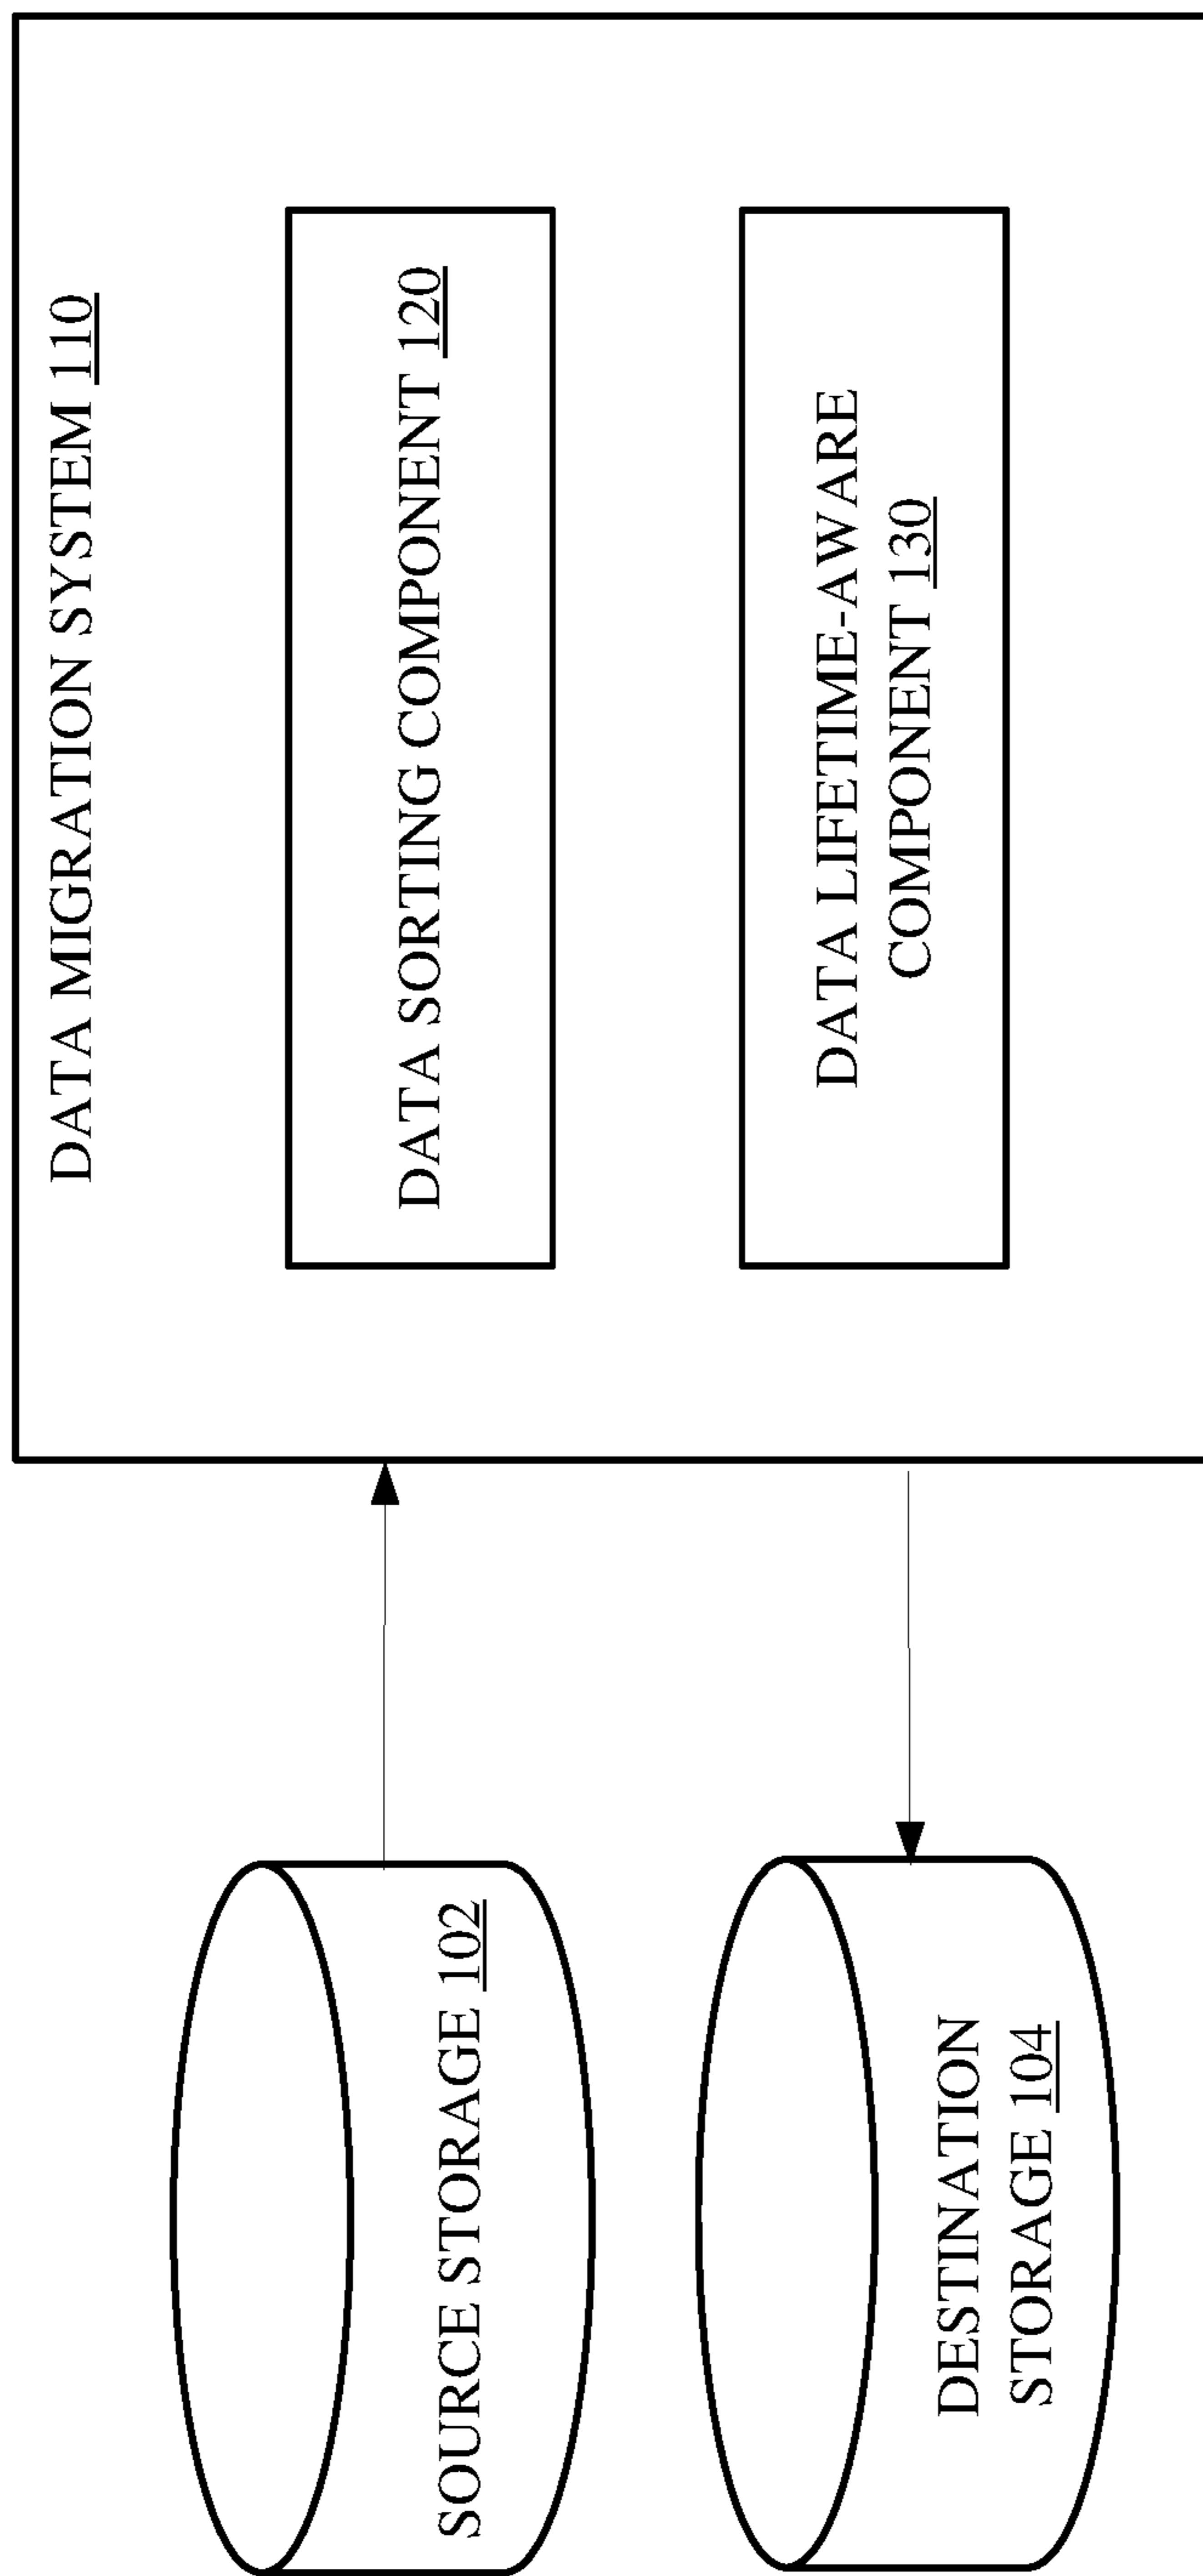 DATA MIGRATION SYSTEM 110
DATA SORTING COMPONENT 120
DATA LIFETIME-AWARE
COMPONENT 130
SOURCE STORAGE 102
DESTINATION
STORAGE 104